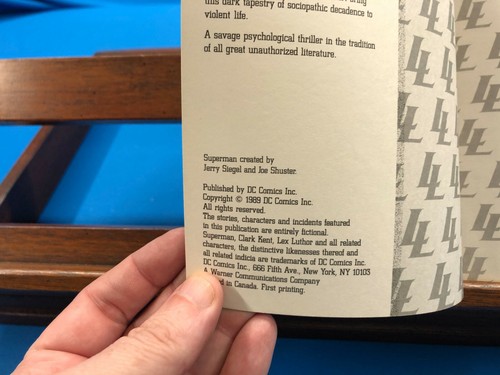 this dark tapestry of sociopathic decadence to
violent life.
A savage psychological thriller in the tradition
of all great unauthorized literature.
Superman created by
Jerry Siegel and Joe Shuster.
Published by DC Comics Inc.
Copyright © 1989 DC Comics Inc.
All rights reserved.
The stories, characters and incidents featured
in this publication are entirely fictional.
Superman, Clark Kent, Lex Luthor and all related
characters, the distinctive likenesses thereof and
all related indicia are trademarks of DC Comics Inc.
DC Comics Inc., 666 Fifth Ave., New York, NY 10103
A Warner Communications Company
in Canada. First printing.